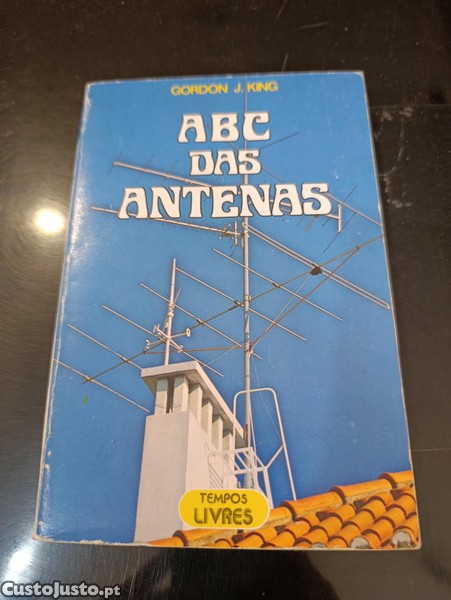 GORDON J. KING
ABC
DAS
ANTENAS
TEMPOS
LIVRES
CustoJusto.pt